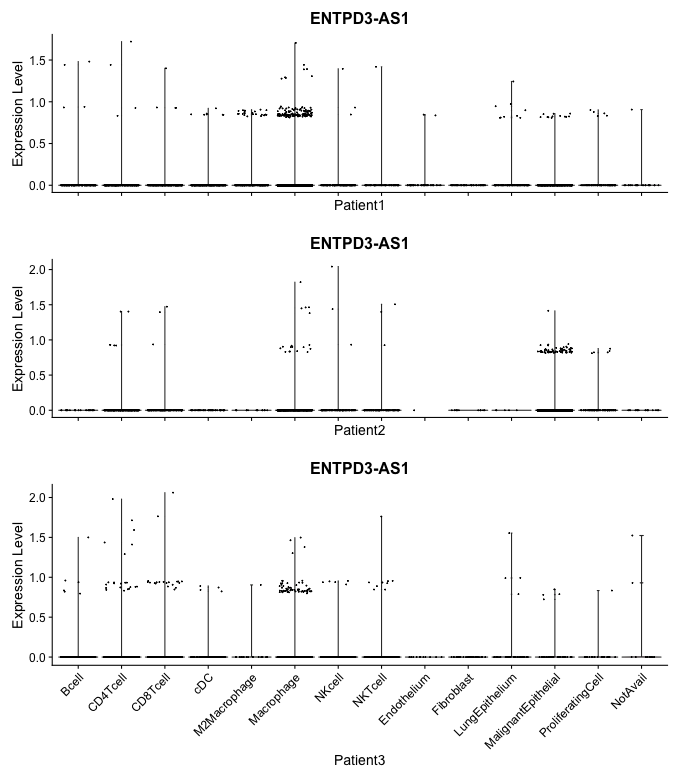 ENTPD3-AS1
Expression Level
1.5
1.0
0.5
0.0
Patient1
ENTPD3-AS1
Expression Level
2.0
1.5
1.0
0.5
0.0
Patient2
ENTPD3-AS1
Expression Level
2.0
1.5
1.0
0.5
0.0
Bcell
CD4Tcell
CD8Tcell
cDC
M2Macrophage
Macrophage
NKcell
NKTcell
Endothelium
Fibroblast
LungEpithelium
MalignantEpithelial
ProliferatingCell
NotAvail
Patient3